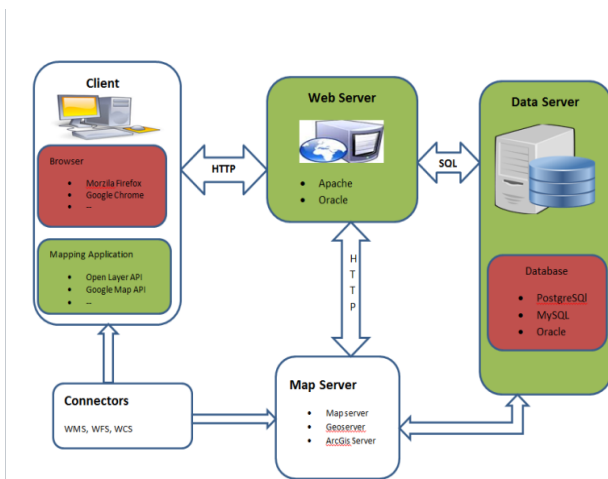 Client
Browser
• Morzila Firefox
• Google Chrome
• --
Mapping Application
• Open Layer API
• Google Map API
• --
HTTP
Web Server
• Apache
• Oracle
SQL
Data Server
Database
• PostgreSQl
• MySQL
• Oracle
H
T
T
P
Connectors
WMS, WFS, WCS
Map Server
• Map server
• Geoserver
• ArcGis Server